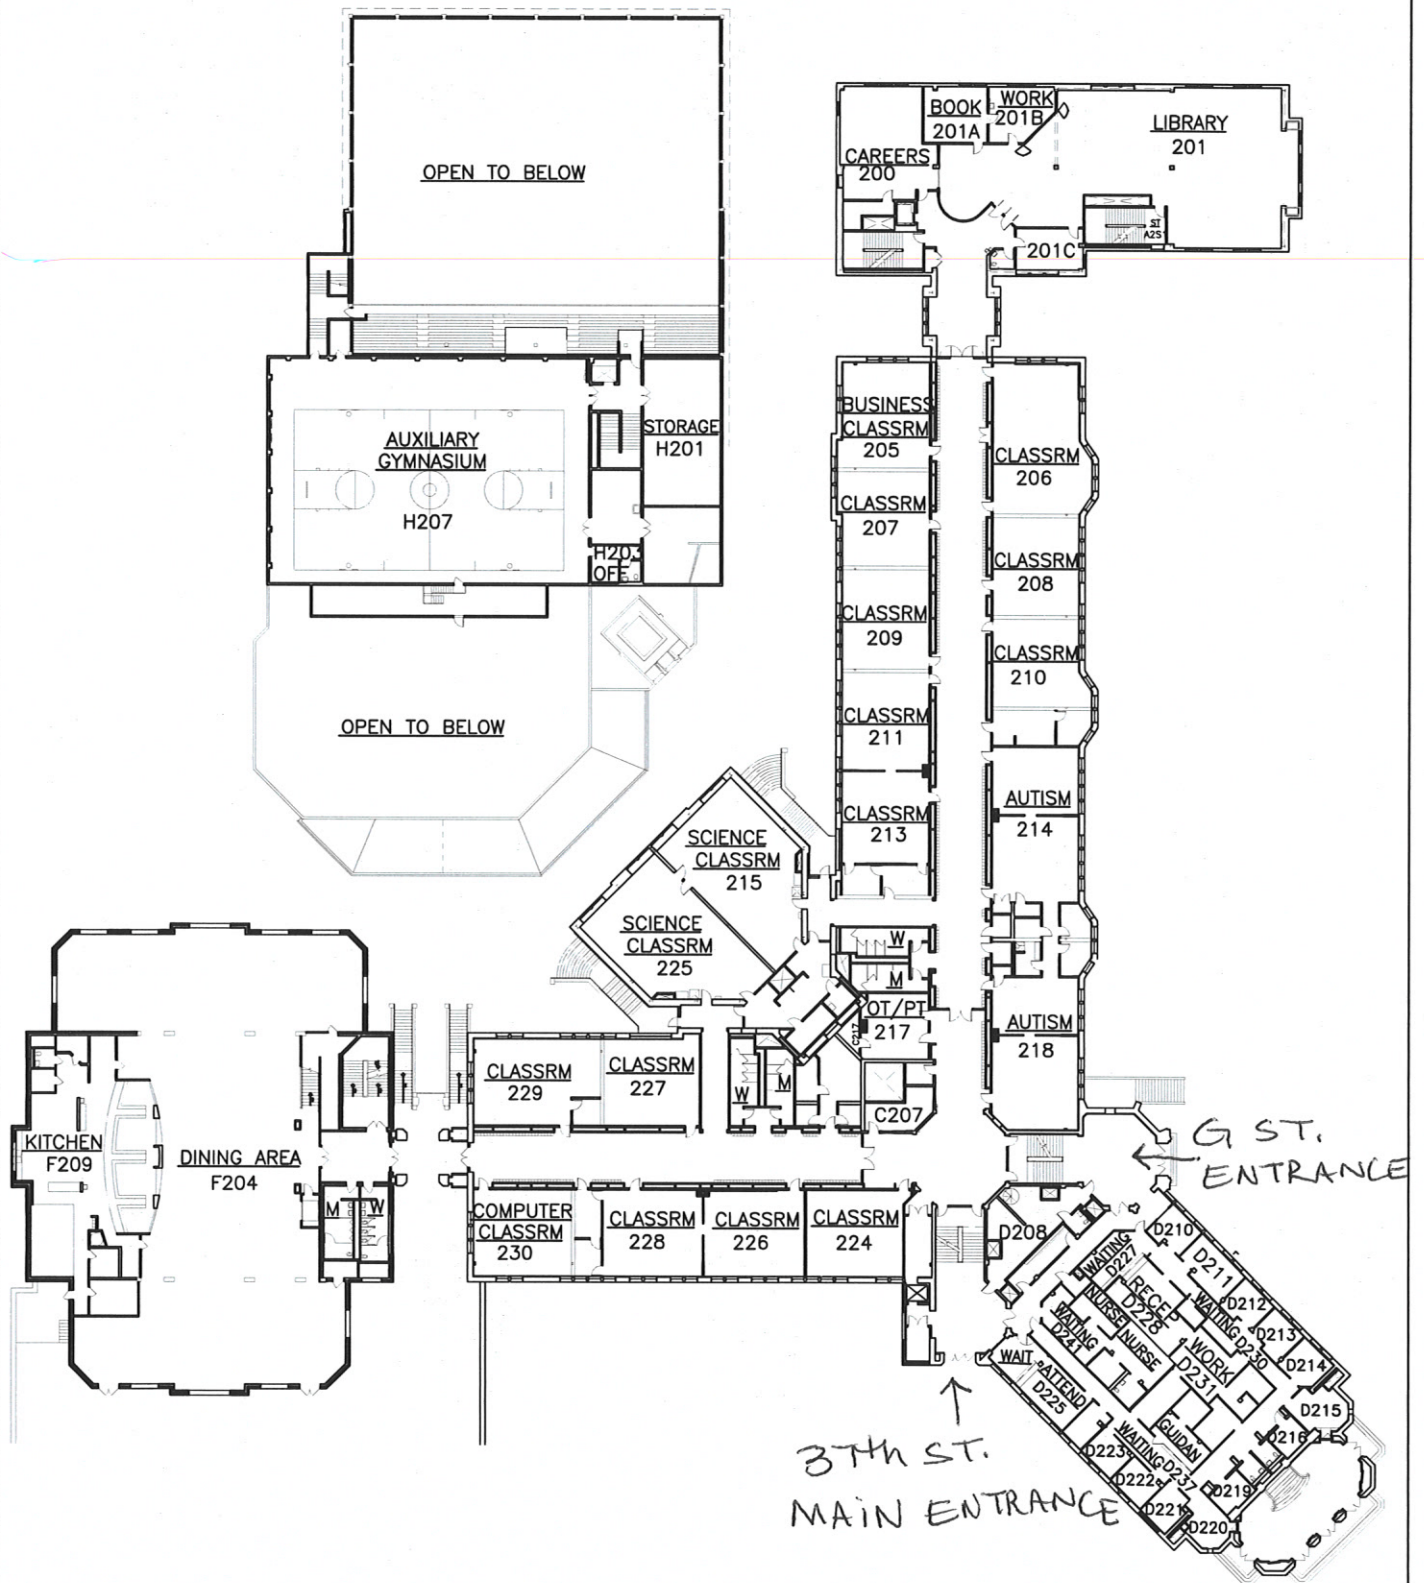 OPEN TO BELOW
BOOK
201A
WORK
201B
LIBRARY
201
CAREERS
200
ST
A2S
201C
BUSINESS
CLASSRM
205
CLASSRM
206
AUXILIARY
GYMNASIUM
H207
STORAGE
H201
H203
OFF
CLASSRM
207
CLASSRM
208
CLASSRM
209
CLASSRM
210
CLASSRM
211
OPEN TO BELOW
CLASSRM
213
AUTISM
214
SCIENCE
CLASSRM
215
SCIENCE
CLASSRM
225
W
M
OT/PT
217
C217
AUTISM
218
CLASSRM
229
CLASSRM
227
W
M
C207
KITCHEN
F209
DINING AREA
F204
M
W
COMPUTER
CLASSRM
230
CLASSRM
228
CLASSRM
226
CLASSRM
224
G ST.
ENTRANCE
D208
D210
WAITING
D227
D211
RECEP
D228
NURSE
WAITING
D230
D212
D213
D214
WAITING
D241
NURSE
WORK
D231
WAIT
ATTEND
D225
D215
D216
GUIDAN
WAITING
D237
D223
D222
D221
D219
D220
37th ST.
MAIN ENTRANCE